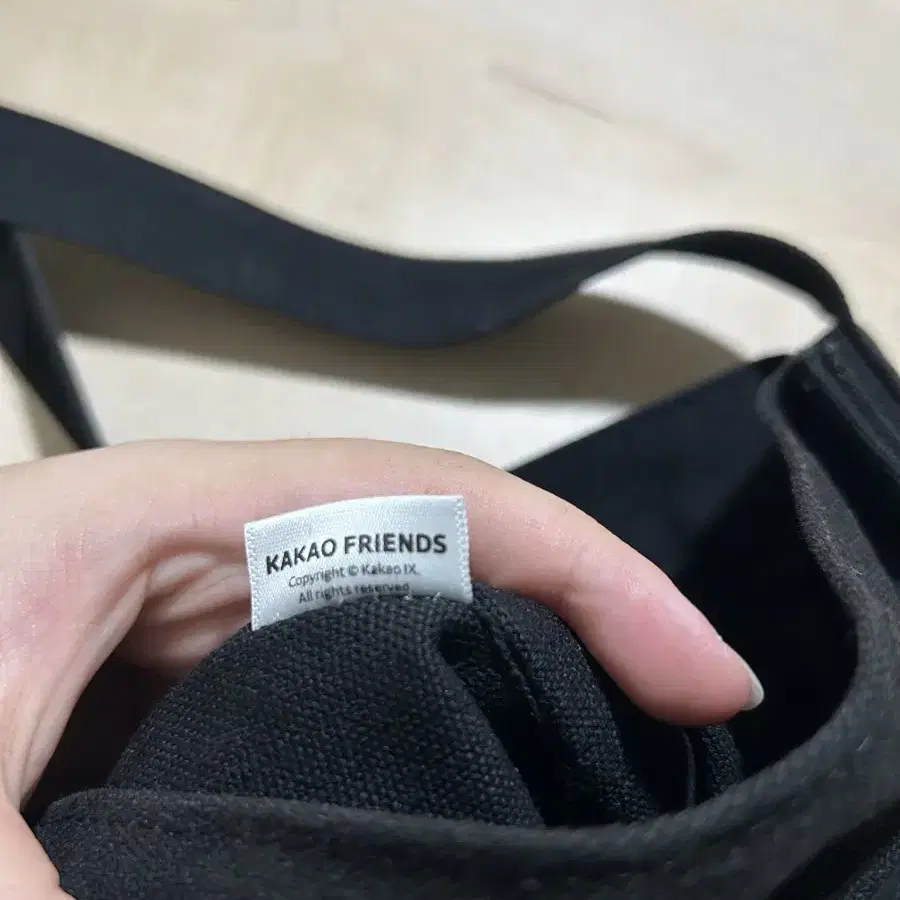 KAKAO FRIENDS
Copyright © Kakao IX.
All rights reserved